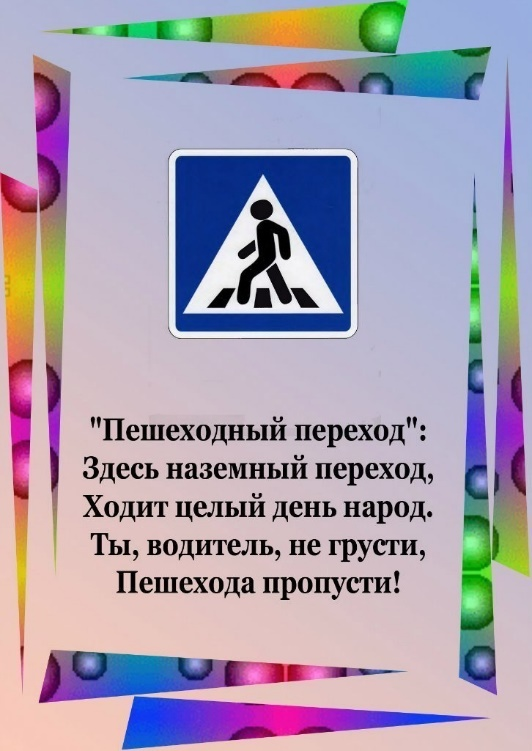 "Пешеходный переход":
Здесь наземный переход,
Ходит целый день народ.
Ты, водитель, не грусти,
Пешехода пропусти!